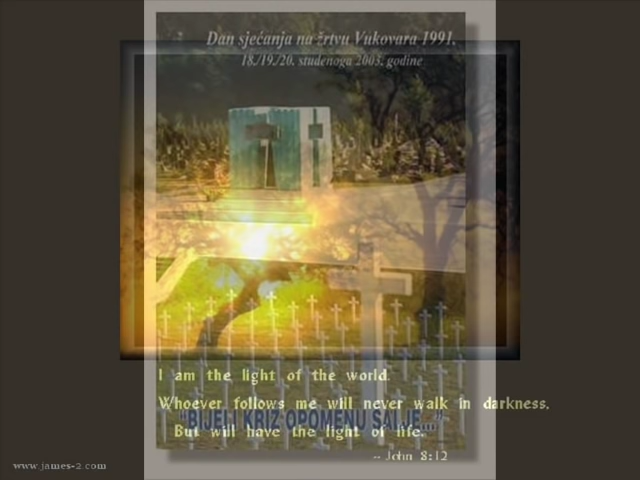 Dan sjećanja na žrtvu Vukovara 1991.
18./19./20. studenoga 2003. godine
I am the light of the world.
Whoever follows me will never walk in darkness,
"BIJELI KRIŽ OPOMENU ŠALJE..."
But will have the light of life.
-- John 8:12
www.james-2.com